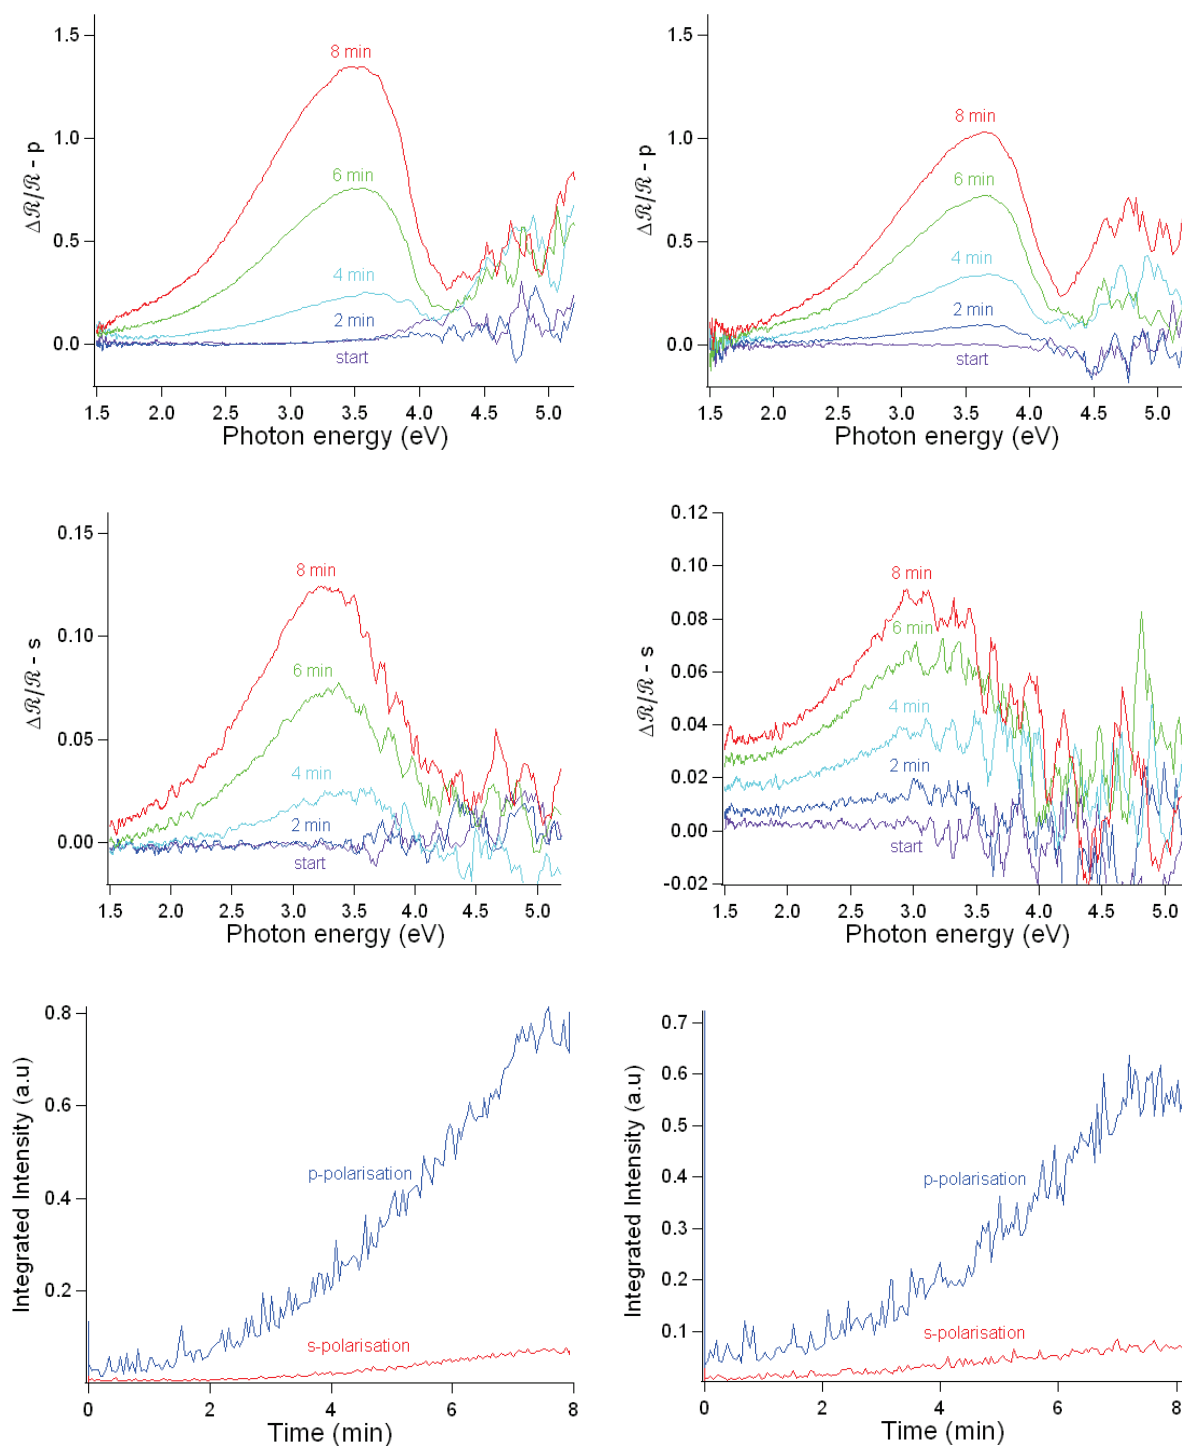 1.5
1.0
0.5
0.0
ΔR/R - p
8 min
6 min
4 min
2 min
start
1.5 2.0 2.5 3.0 3.5 4.0 4.5 5.0
Photon energy (eV)
1.5
1.0
0.5
0.0
ΔR/R - p
8 min
6 min
4 min
2 min
start
1.5 2.0 2.5 3.0 3.5 4.0 4.5 5.0
Photon energy (eV)
0.15
0.10
0.05
0.00
ΔR/R - s
8 min
6 min
4 min
2 min
start
1.5 2.0 2.5 3.0 3.5 4.0 4.5 5.0
Photon energy (eV)
0.12
0.10
0.08
0.06
0.04
0.02
0.00
-0.02
ΔR/R - s
8 min
6 min
4 min
2 min
start
1.5 2.0 2.5 3.0 3.5 4.0 4.5 5.0
Photon energy (eV)
0.8
0.6
0.4
0.2
Integrated Intensity (a.u)
p-polarisation
s-polarisation
0 2 4 6 8
Time (min)
0.7
0.6
0.5
0.4
0.3
0.2
0.1
Integrated Intensity (a.u)
p-polarisation
s-polarisation
0 2 4 6 8
Time (min)